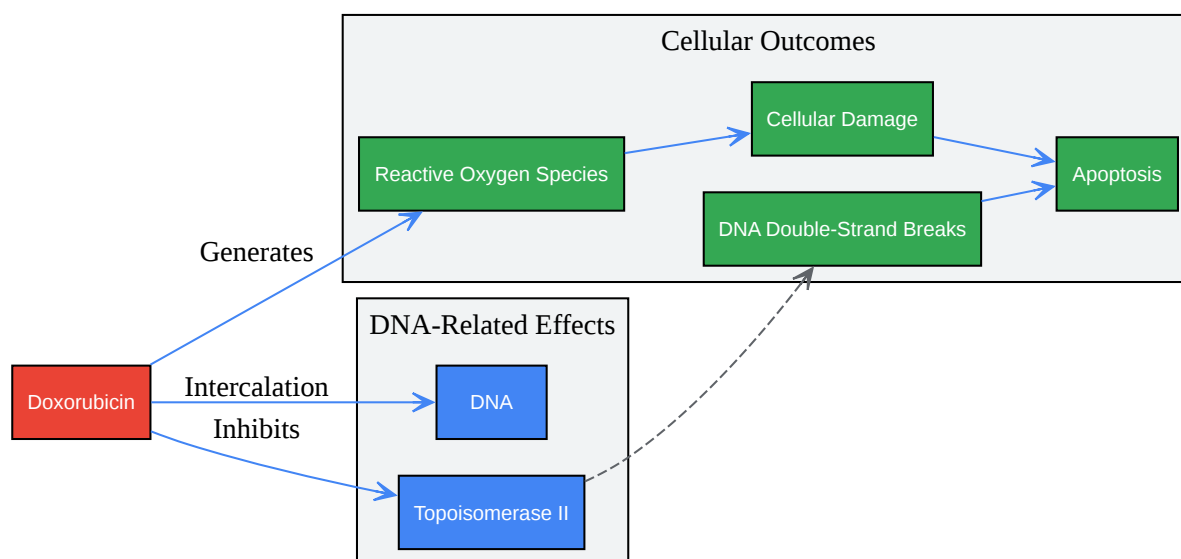 Cellular Outcomes
Cellular Damage
Reactive Oxygen Species
Apoptosis
DNA Double-Strand Breaks
Generates
DNA-Related Effects
Doxorubicin
Intercalation
DNA
Inhibits
Topoisomerase II